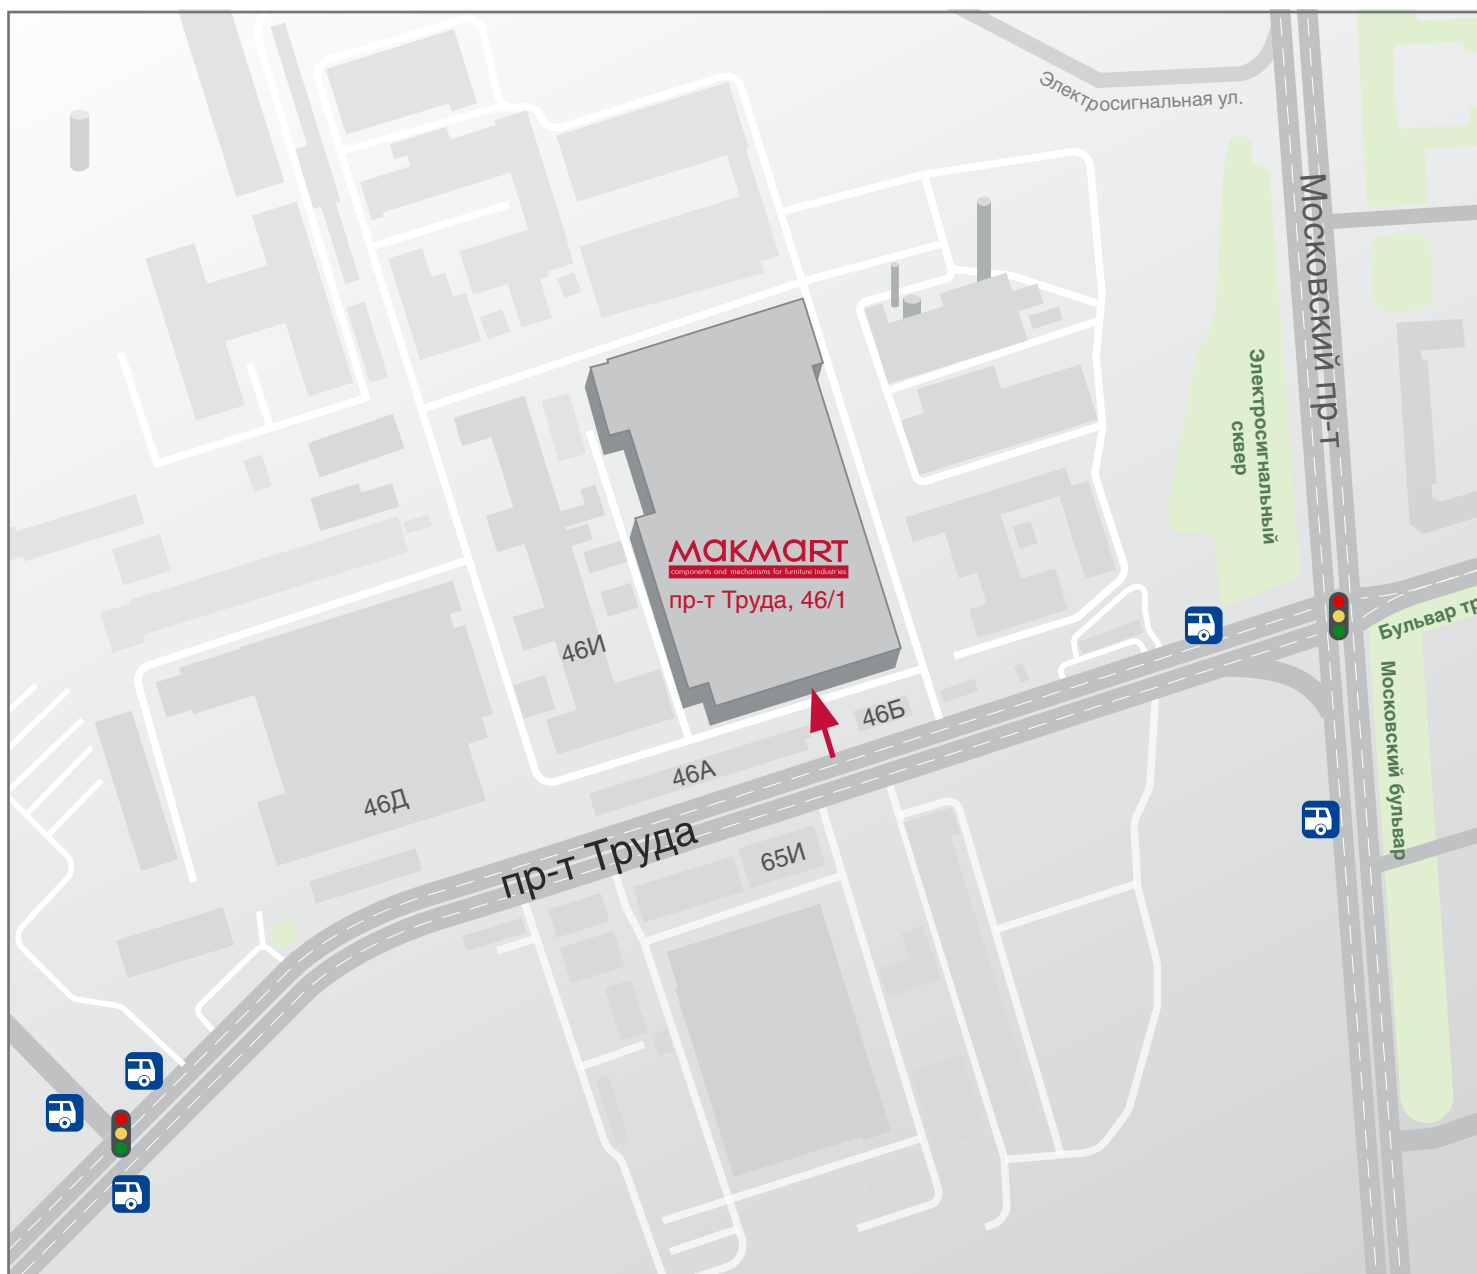 Электросигнальная ул.
Московский пр-т
Электросигнальный
сквер
MAKMART
components and mechanisms for furniture industries
пр-т Труда, 46/1
Бульвар тр
46И
Московский бульвар
46Б
46А
46Д
пр-т Труда
65И